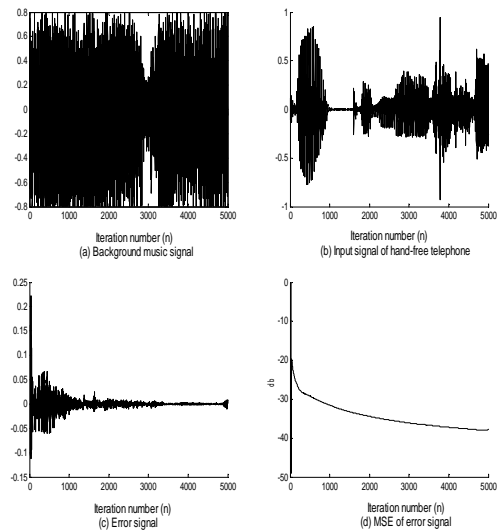 0.8
0.6
0.4
0.2
0
-0.2
-0.4
-0.6
-0.8
0 1000 2000 3000 4000 5000
Iteration number (n)
(a) Background music signal
1
0.5
0
-0.5
-1
0 1000 2000 3000 4000 5000
Iteration number (n)
(b) Input signal of hand-free telephone
0.25
0.2
0.15
0.1
0.05
0
-0.05
-0.1
-0.15
0 1000 2000 3000 4000 5000
Iteration number (n)
(c) Error signal
0
-10
-20
-30
-40
-50
db
0 1000 2000 3000 4000 5000
Iteration number (n)
(d) MSE of error signal